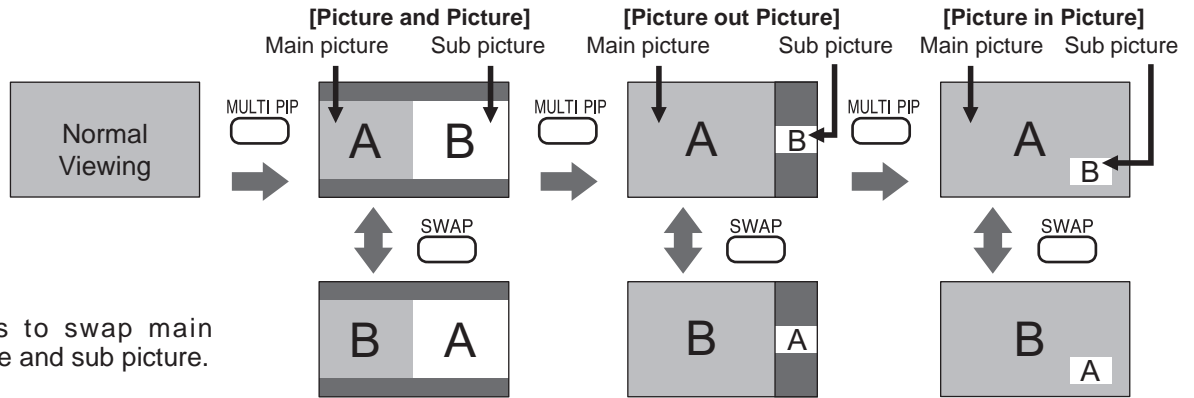 [Picture and Picture] [Picture out Picture] [Picture in Picture]
Main picture Sub picture Main picture Sub picture Main picture Sub picture
Normal
Viewing
MULTI PIP
A B
MULTI PIP
A B
MULTI PIP
A
B
SWAP SWAP SWAP
B A B A B
A
to swap main
and sub picture.